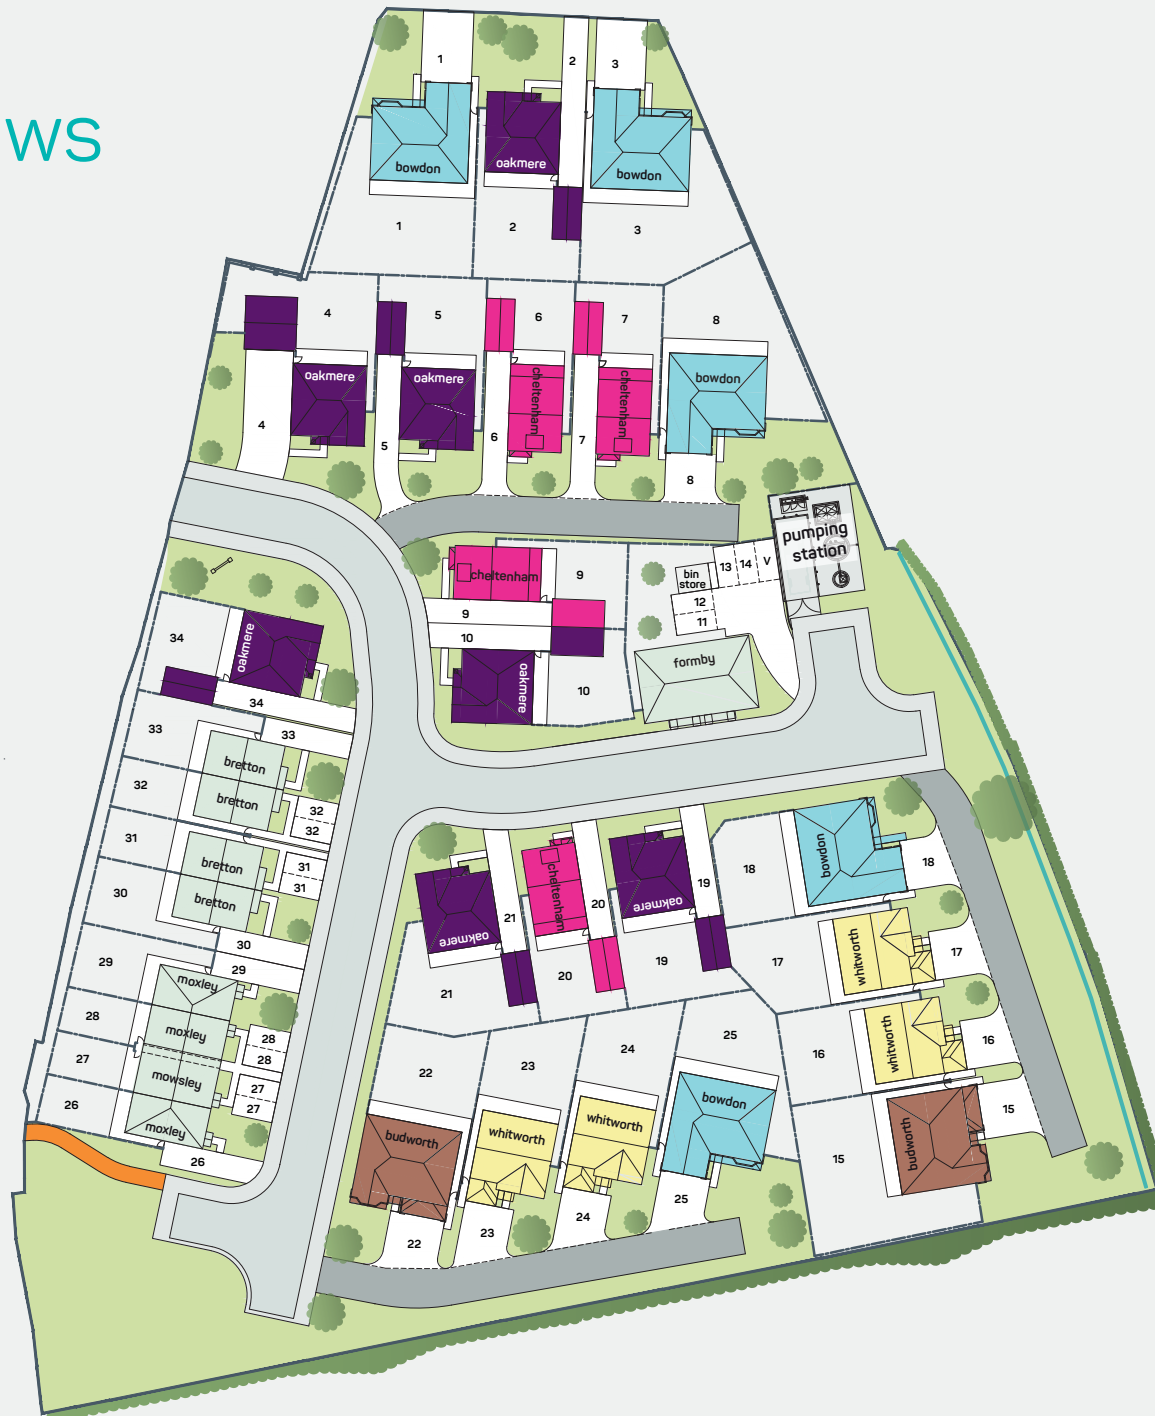 WS
1
2
3
bowdon
oakmere
bowdon
1
2
3
4
5
6
7
8
oakmere
oakmere
cheltenham
cheltenham
bowdon
4
5
6
7
8
pumping
station
cheltenham
9
bin
store
13
14
V
12
11
9
10
oakmere
10
formby
34
oakmere
34
33
33
bretton
32
bretton
32
32
31
bretton
31
31
30
bretton
30
29
29
moxley
28
moxley
28
28
27
mowsley
27
27
26
moxley
26
21
oakmere
20
cheltenham
19
oakmere
21
20
19
18
bowdon
18
17
whitworth
17
16
whitworth
16
15
budworth
15
22
23
24
25
budworth
whitworth
whitworth
bowdon
22
23
24
25